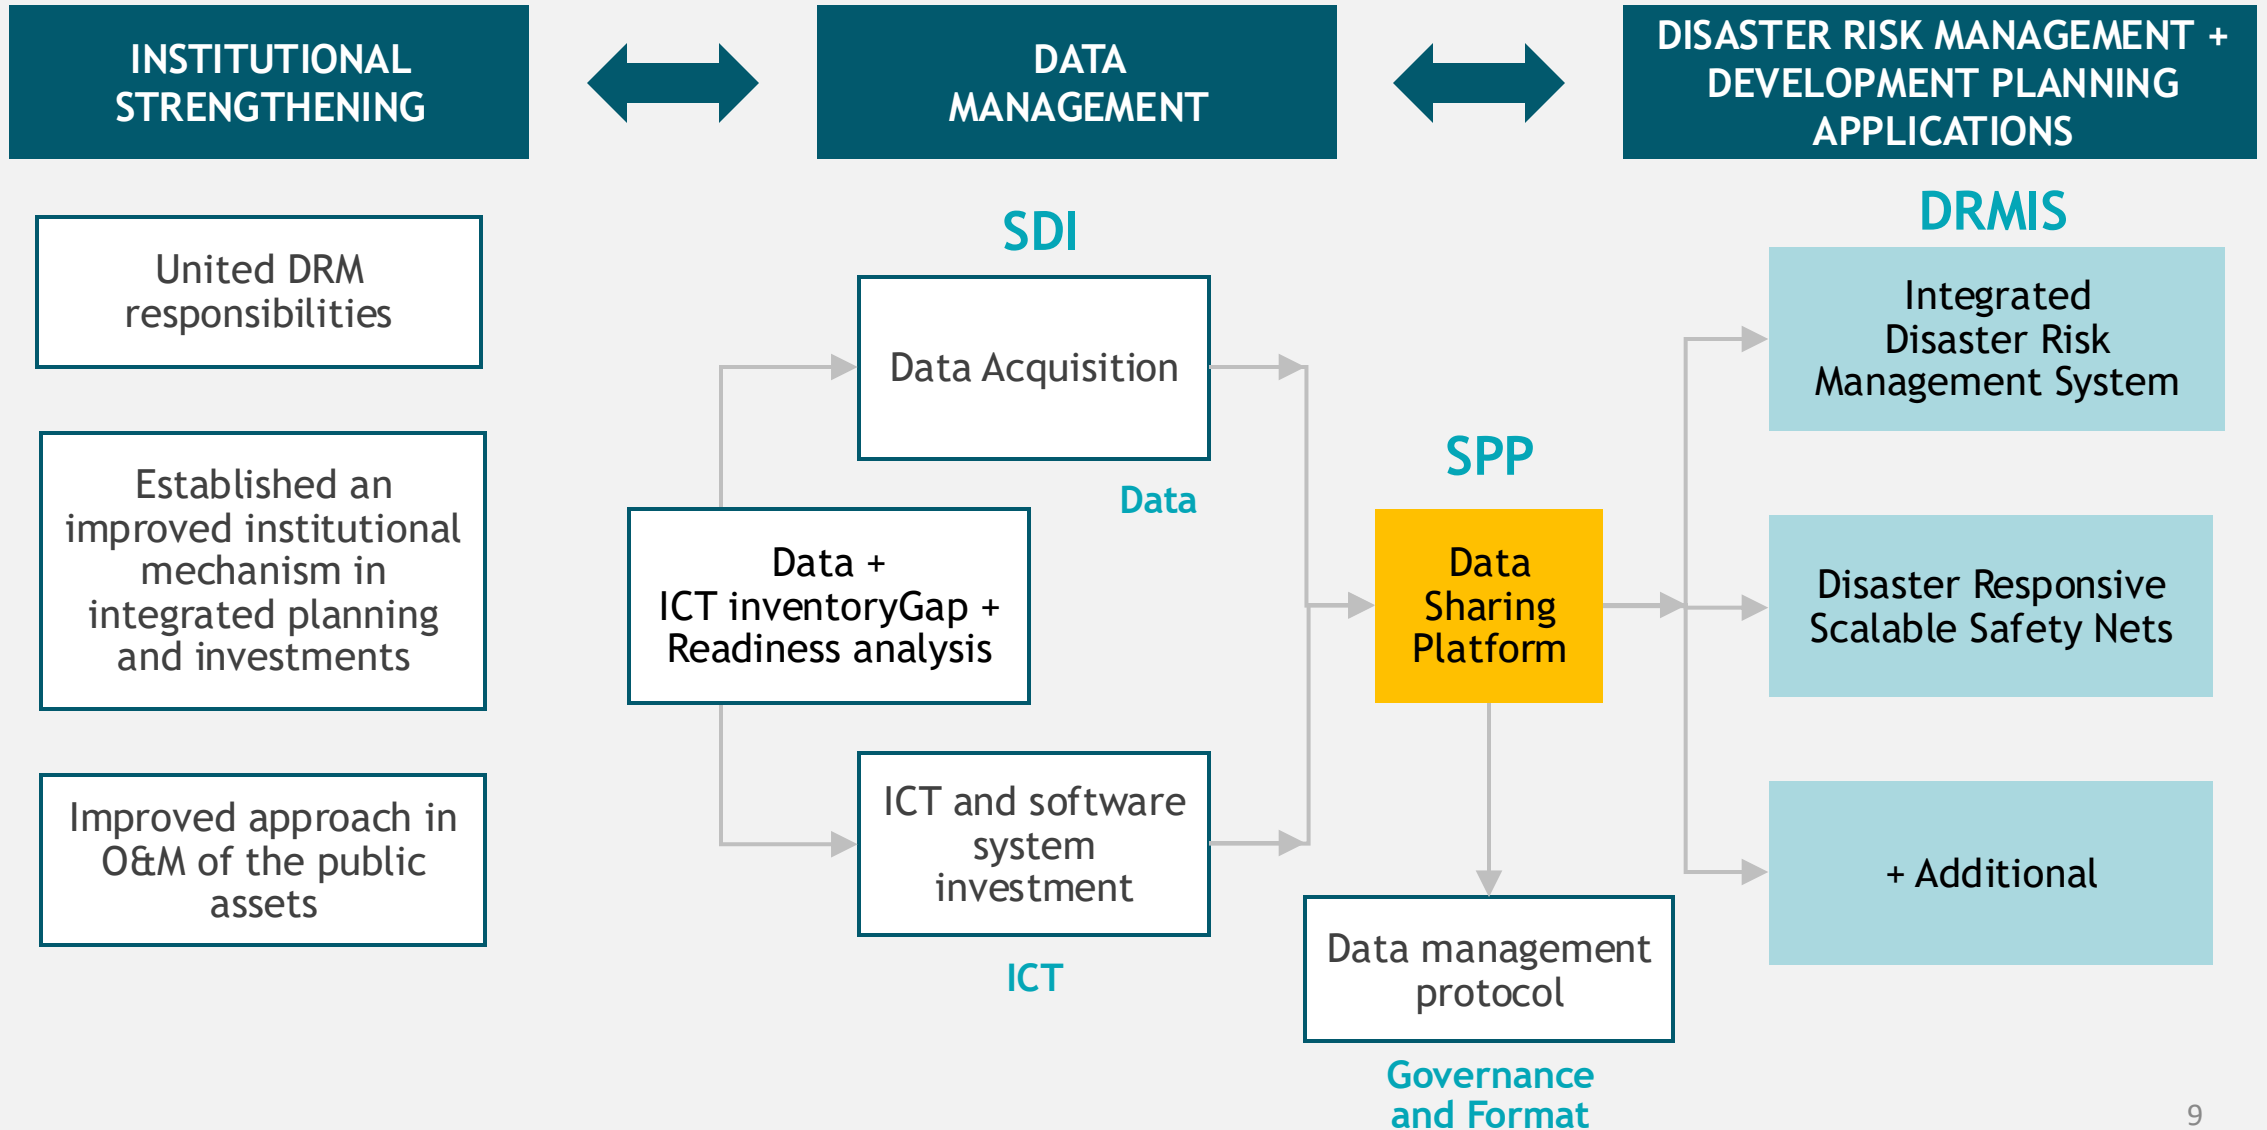 INSTITUTIONAL
STRENGTHENING
DATA
MANAGEMENT
DISASTER RISK MANAGEMENT +
DEVELOPMENT PLANNING
APPLICATIONS
United DRM
responsibilities
Established an
improved institutional
mechanism in
integrated planning
and investments
Improved approach in
O&M of the public
assets
SDI
Data Acquisition
Data
Data +
ICT inventoryGap +
Readiness analysis
ICT and software
system
investment
ICT
SPP
Data
Sharing
Platform
Data management
protocol
Governance
and Format
DRMIS
Integrated
Disaster Risk
Management System
Disaster Responsive
Scalable Safety Nets
+ Additional
9